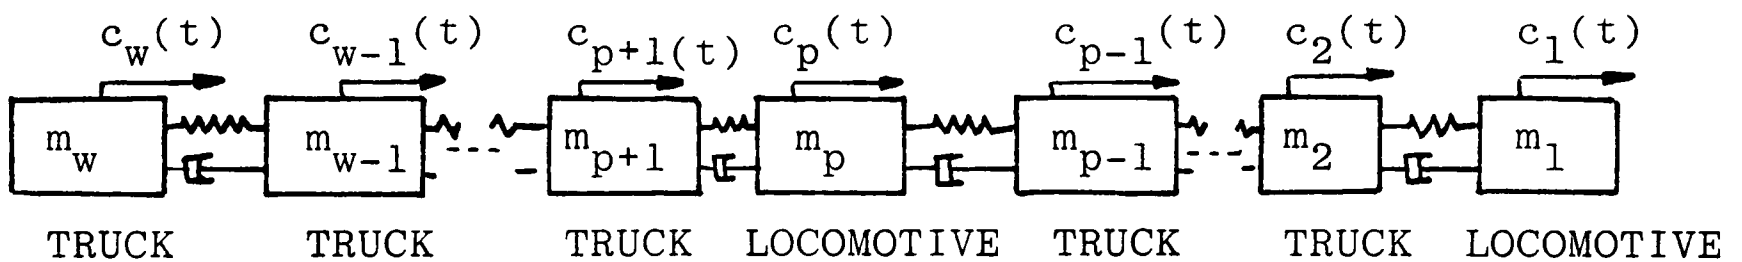 c_w(t) c_w-1(t) c_p+1(t) c_p(t) c_p-1(t) c_2(t) c_1(t)
m_w m_w-1 m_p+1 m_p m_p-1 m_2 m_1
TRUCK TRUCK TRUCK LOCOMOTIVE TRUCK TRUCK LOCOMOTIVE